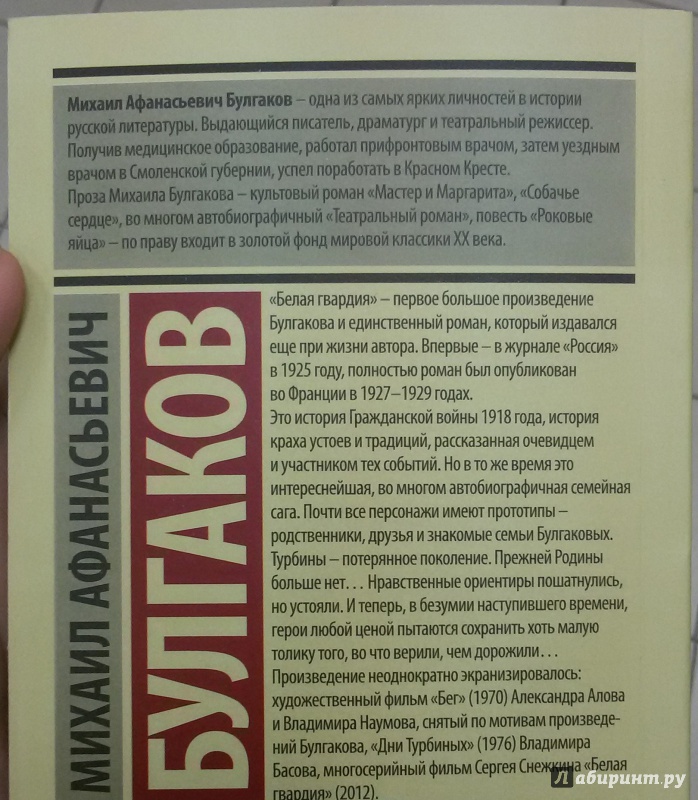 Михаил Афанасьевич Булгаков – одна из самых ярких личностей в истории
русской литературы. Выдающийся писатель, драматург и театральный режиссер.
Получив медицинское образование, работал прифронтовым врачом, затем уездным
врачом в Смоленской губернии, успел поработать в Красном Кресте.
Проза Михаила Булгакова – культовый роман «Мастер и Маргарита», «Собачье
сердце», во многом автобиографичный «Театральный роман», повесть «Роковые
яйца» – по праву входит в золотой фонд мировой классики XX века.
МИХАИЛ АФАНАСЬЕВИЧ
БУЛГАКОВ
«Белая гвардия» – первое большое произведение
Булгакова и единственный роман, который издавался
еще при жизни автора. Впервые – в журнале «Россия»
в 1925 году, полностью роман был опубликован
во Франции в 1927–1929 годах.
Это история Гражданской войны 1918 года, история
краха устоев и традиций, рассказанная очевидцем
и участником тех событий. Но в то же время это
интереснейшая, во многом автобиографичная семейная
сага. Почти все персонажи имеют прототипы –
родственники, друзья и знакомые семьи Булгаковых.
Турбины – потерянное поколение. Прежней Родины
больше нет… Нравственные ориентиры пошатнулись,
но устояли. И теперь, в безумии наступившего времени,
герои любой ценой пытаются сохранить хоть малую
толику того, во что верили, чем дорожили…
Произведение неоднократно экранизировалось:
художественный фильм «Бег» (1970) Александра Алова
и Владимира Наумова, снятый по мотивам произведе-
ний Булгакова, «Дни Турбиных» (1976) Владимира
Басова, многосерийный фильм Сергея Снежкина «Белая
гвардия» (2012).
Лабиринт.ру